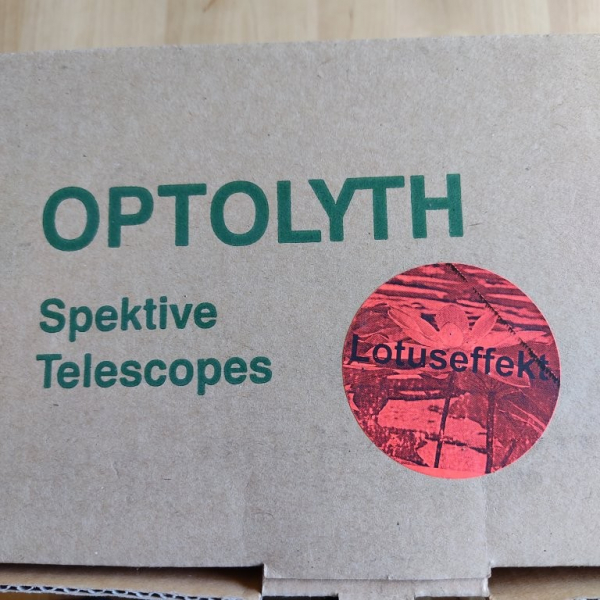 OPTOLYTH
Spektive
Telescopes
Lotuseffekt